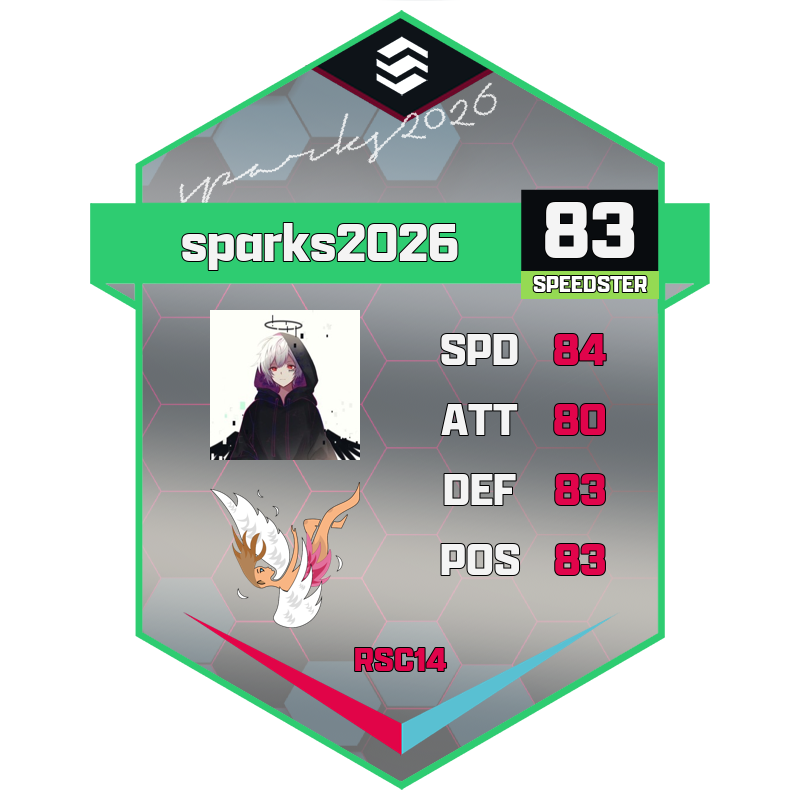 sparks2026
sparks2026
83
SPEEDSTER
SPD 84
ATT 80
DEF 83
POS 83
RSC14